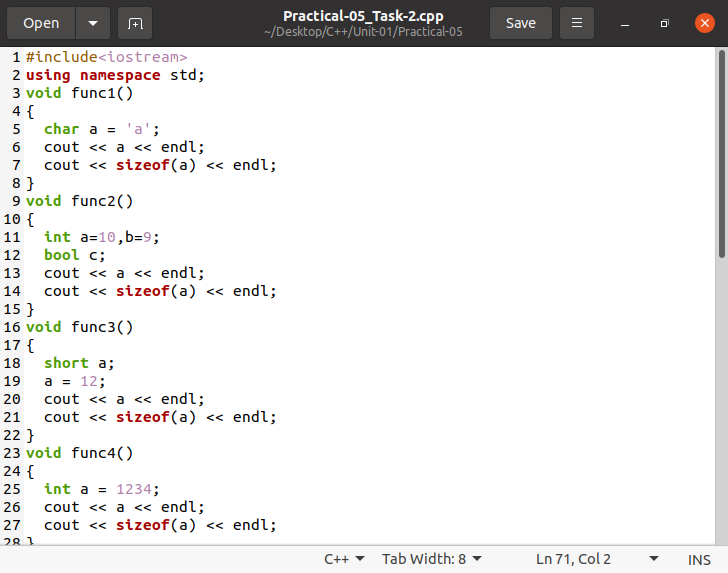 Open
Practical-05_Task-2.cpp
~/Desktop/C++/Unit-01/Practical-05
Save
1 #include<iostream>
2 using namespace std;
3 void func1()
4 {
5   char a = 'a';
6   cout << a << endl;
7   cout << sizeof(a) << endl;
8 }
9 void func2()
10 {
11   int a=10,b=9;
12   bool c;
13   cout << a << endl;
14   cout << sizeof(a) << endl;
15 }
16 void func3()
17 {
18   short a;
19   a = 12;
20   cout << a << endl;
21   cout << sizeof(a) << endl;
22 }
23 void func4()
24 {
25   int a = 1234;
26   cout << a << endl;
27   cout << sizeof(a) << endl;
28 }
C++ Tab Width: 8 Ln 71, Col 2 INS